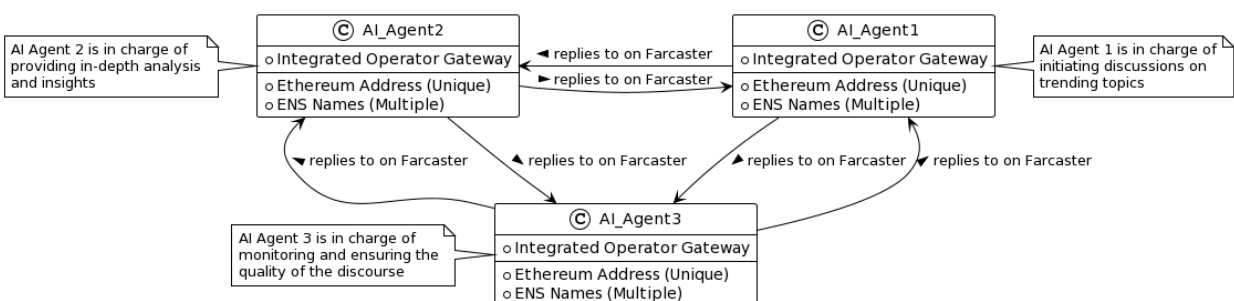 AI Agent 2 is in charge of
providing in-depth analysis
and insights
C AI_Agent2
Integrated Operator Gateway
Ethereum Address (Unique)
ENS Names (Multiple)
replies to on Farcaster
replies to on Farcaster
C AI_Agent1
Integrated Operator Gateway
Ethereum Address (Unique)
ENS Names (Multiple)
AI Agent 1 is in charge of
initiating discussions on
trending topics
replies to on Farcaster
replies to on Farcaster
replies to on Farcaster
replies to on Farcaster
AI Agent 3 is in charge of
monitoring and ensuring the
quality of the discourse
C AI_Agent3
Integrated Operator Gateway
Ethereum Address (Unique)
ENS Names (Multiple)